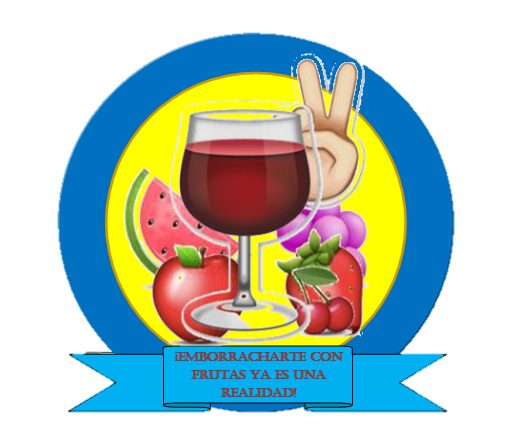 ¡EMBORRACHARTE CON
FRUTAS YA ES UNA
REALIDAD!